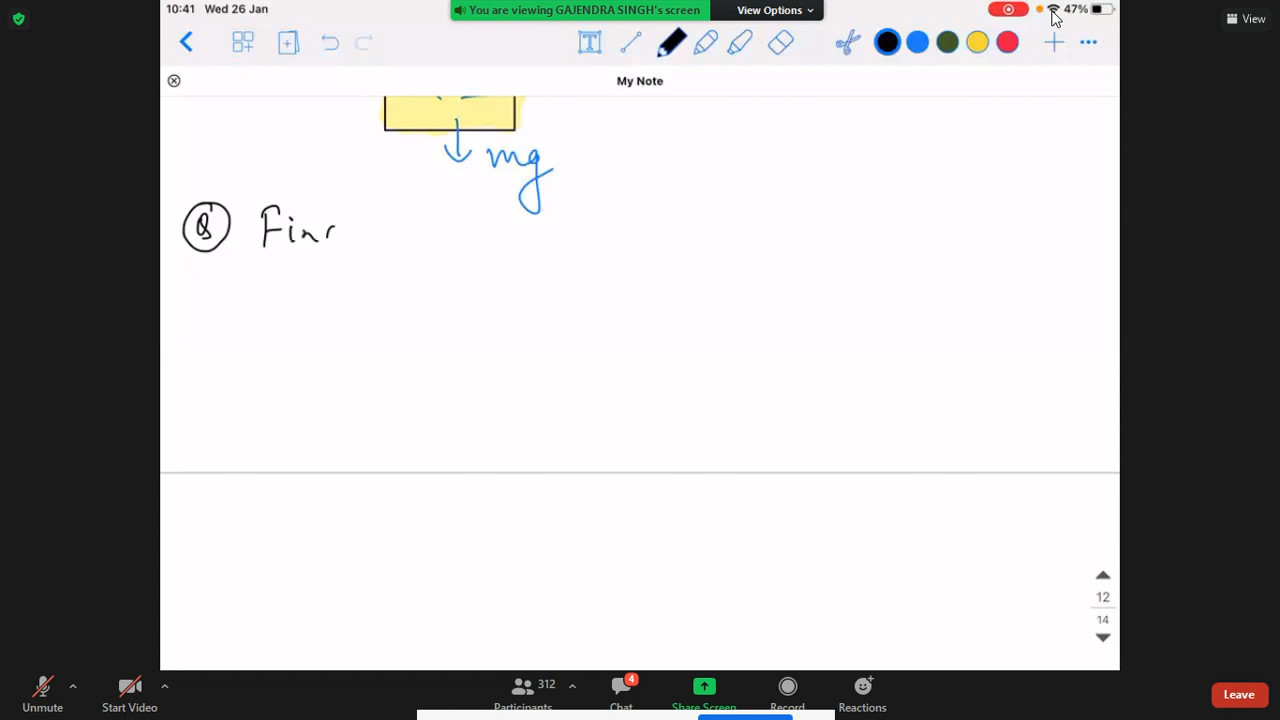 10:41 Wed 26 Jan
You are viewing GAJENDRA SINGH's screen
View Options
47%
View
T
My Note
mg
Q Fin
12
14
Unmute
Start Video
312
Participants
4
Chat
Share Screen
Record
Reactions
Leave